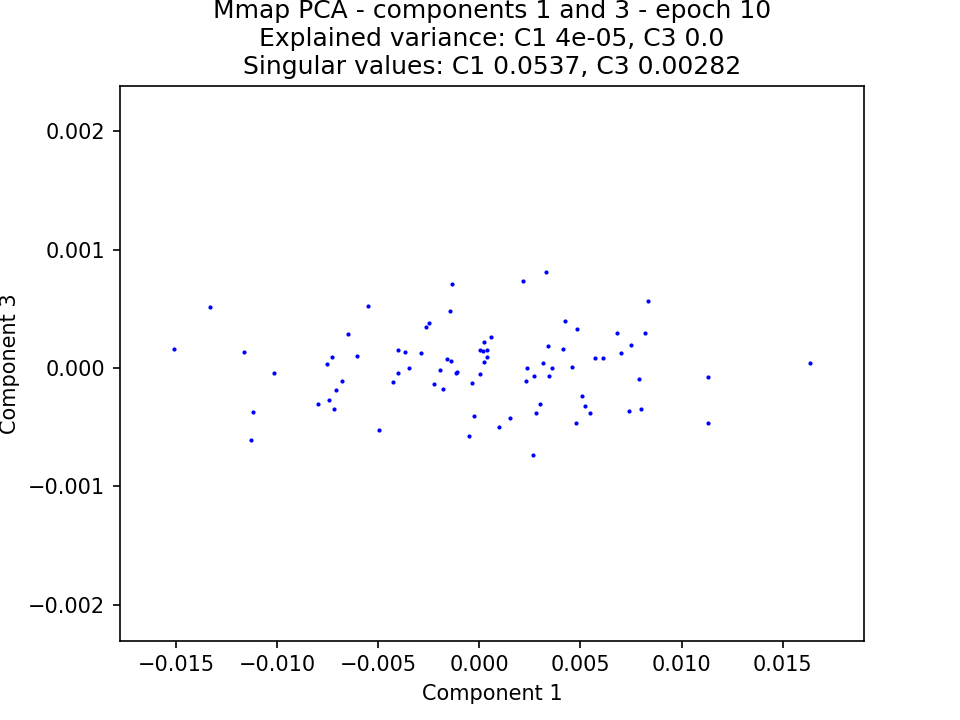 Mmap PCA - components 1 and 3 - epoch 10
Explained variance: C1 4e-05, C3 0.0
Singular values: C1 0.0537, C3 0.00282
0.002
0.001
0.000
−0.001
−0.002
Component 3
−0.015 −0.010 −0.005 0.000 0.005 0.010 0.015
Component 1